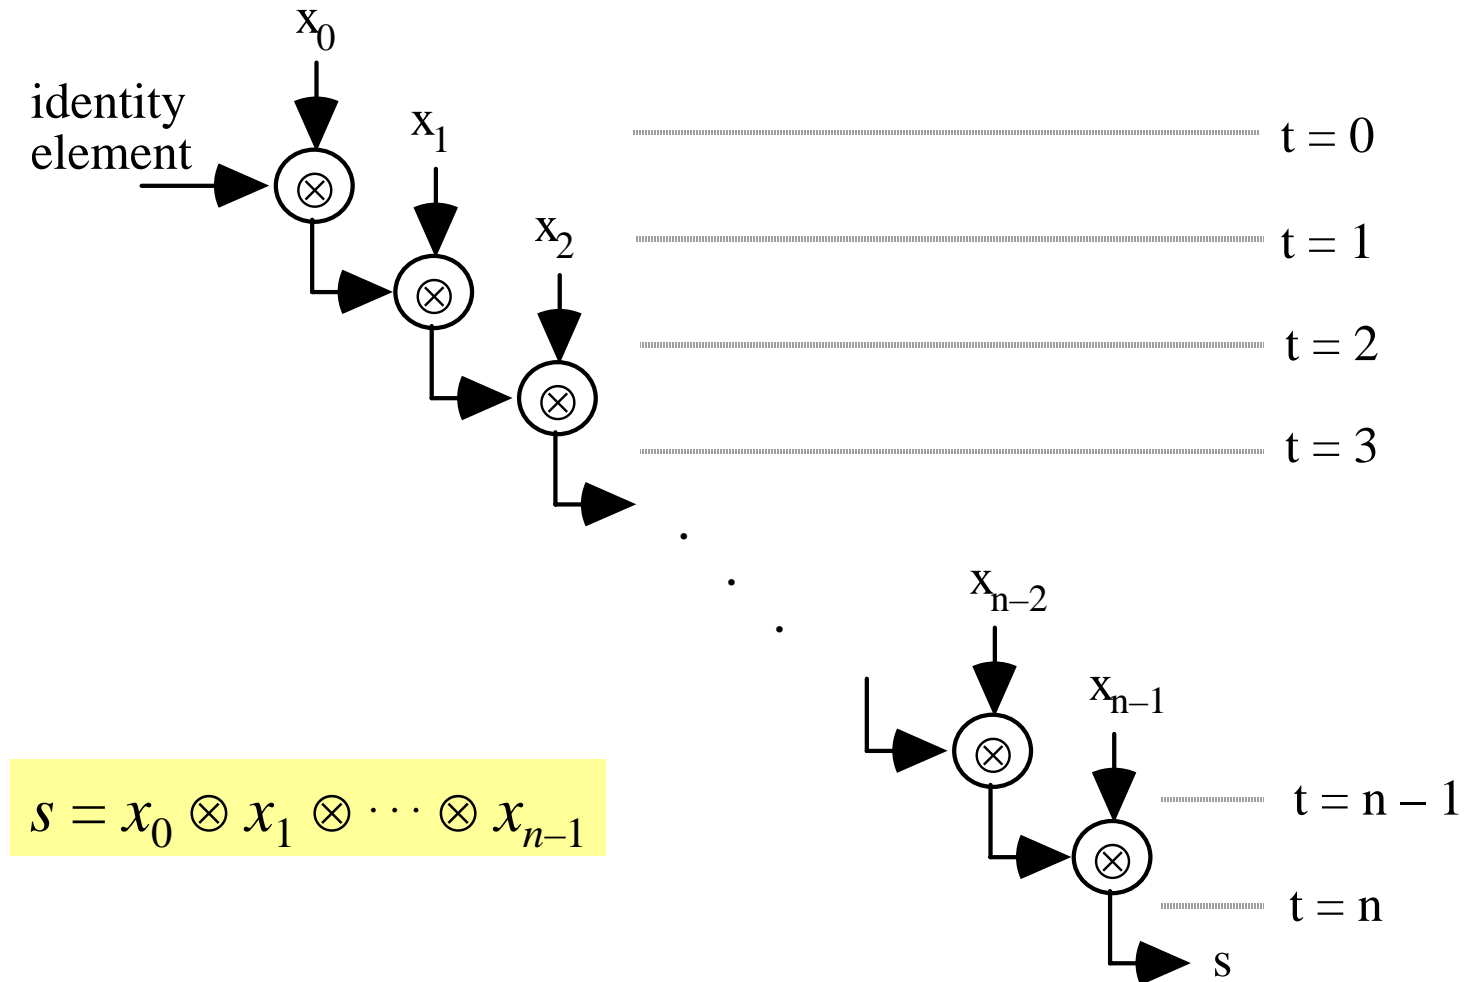 x₀
identity
element
x₁
t = 0
⊗
x₂
t = 1
⊗
t = 2
⊗
t = 3
.
.
.
xₙ₋₂
xₙ₋₁
⊗
t = n – 1
s = x₀ ⊗ x₁ ⊗ ··· ⊗ xₙ₋₁
⊗
t = n
s